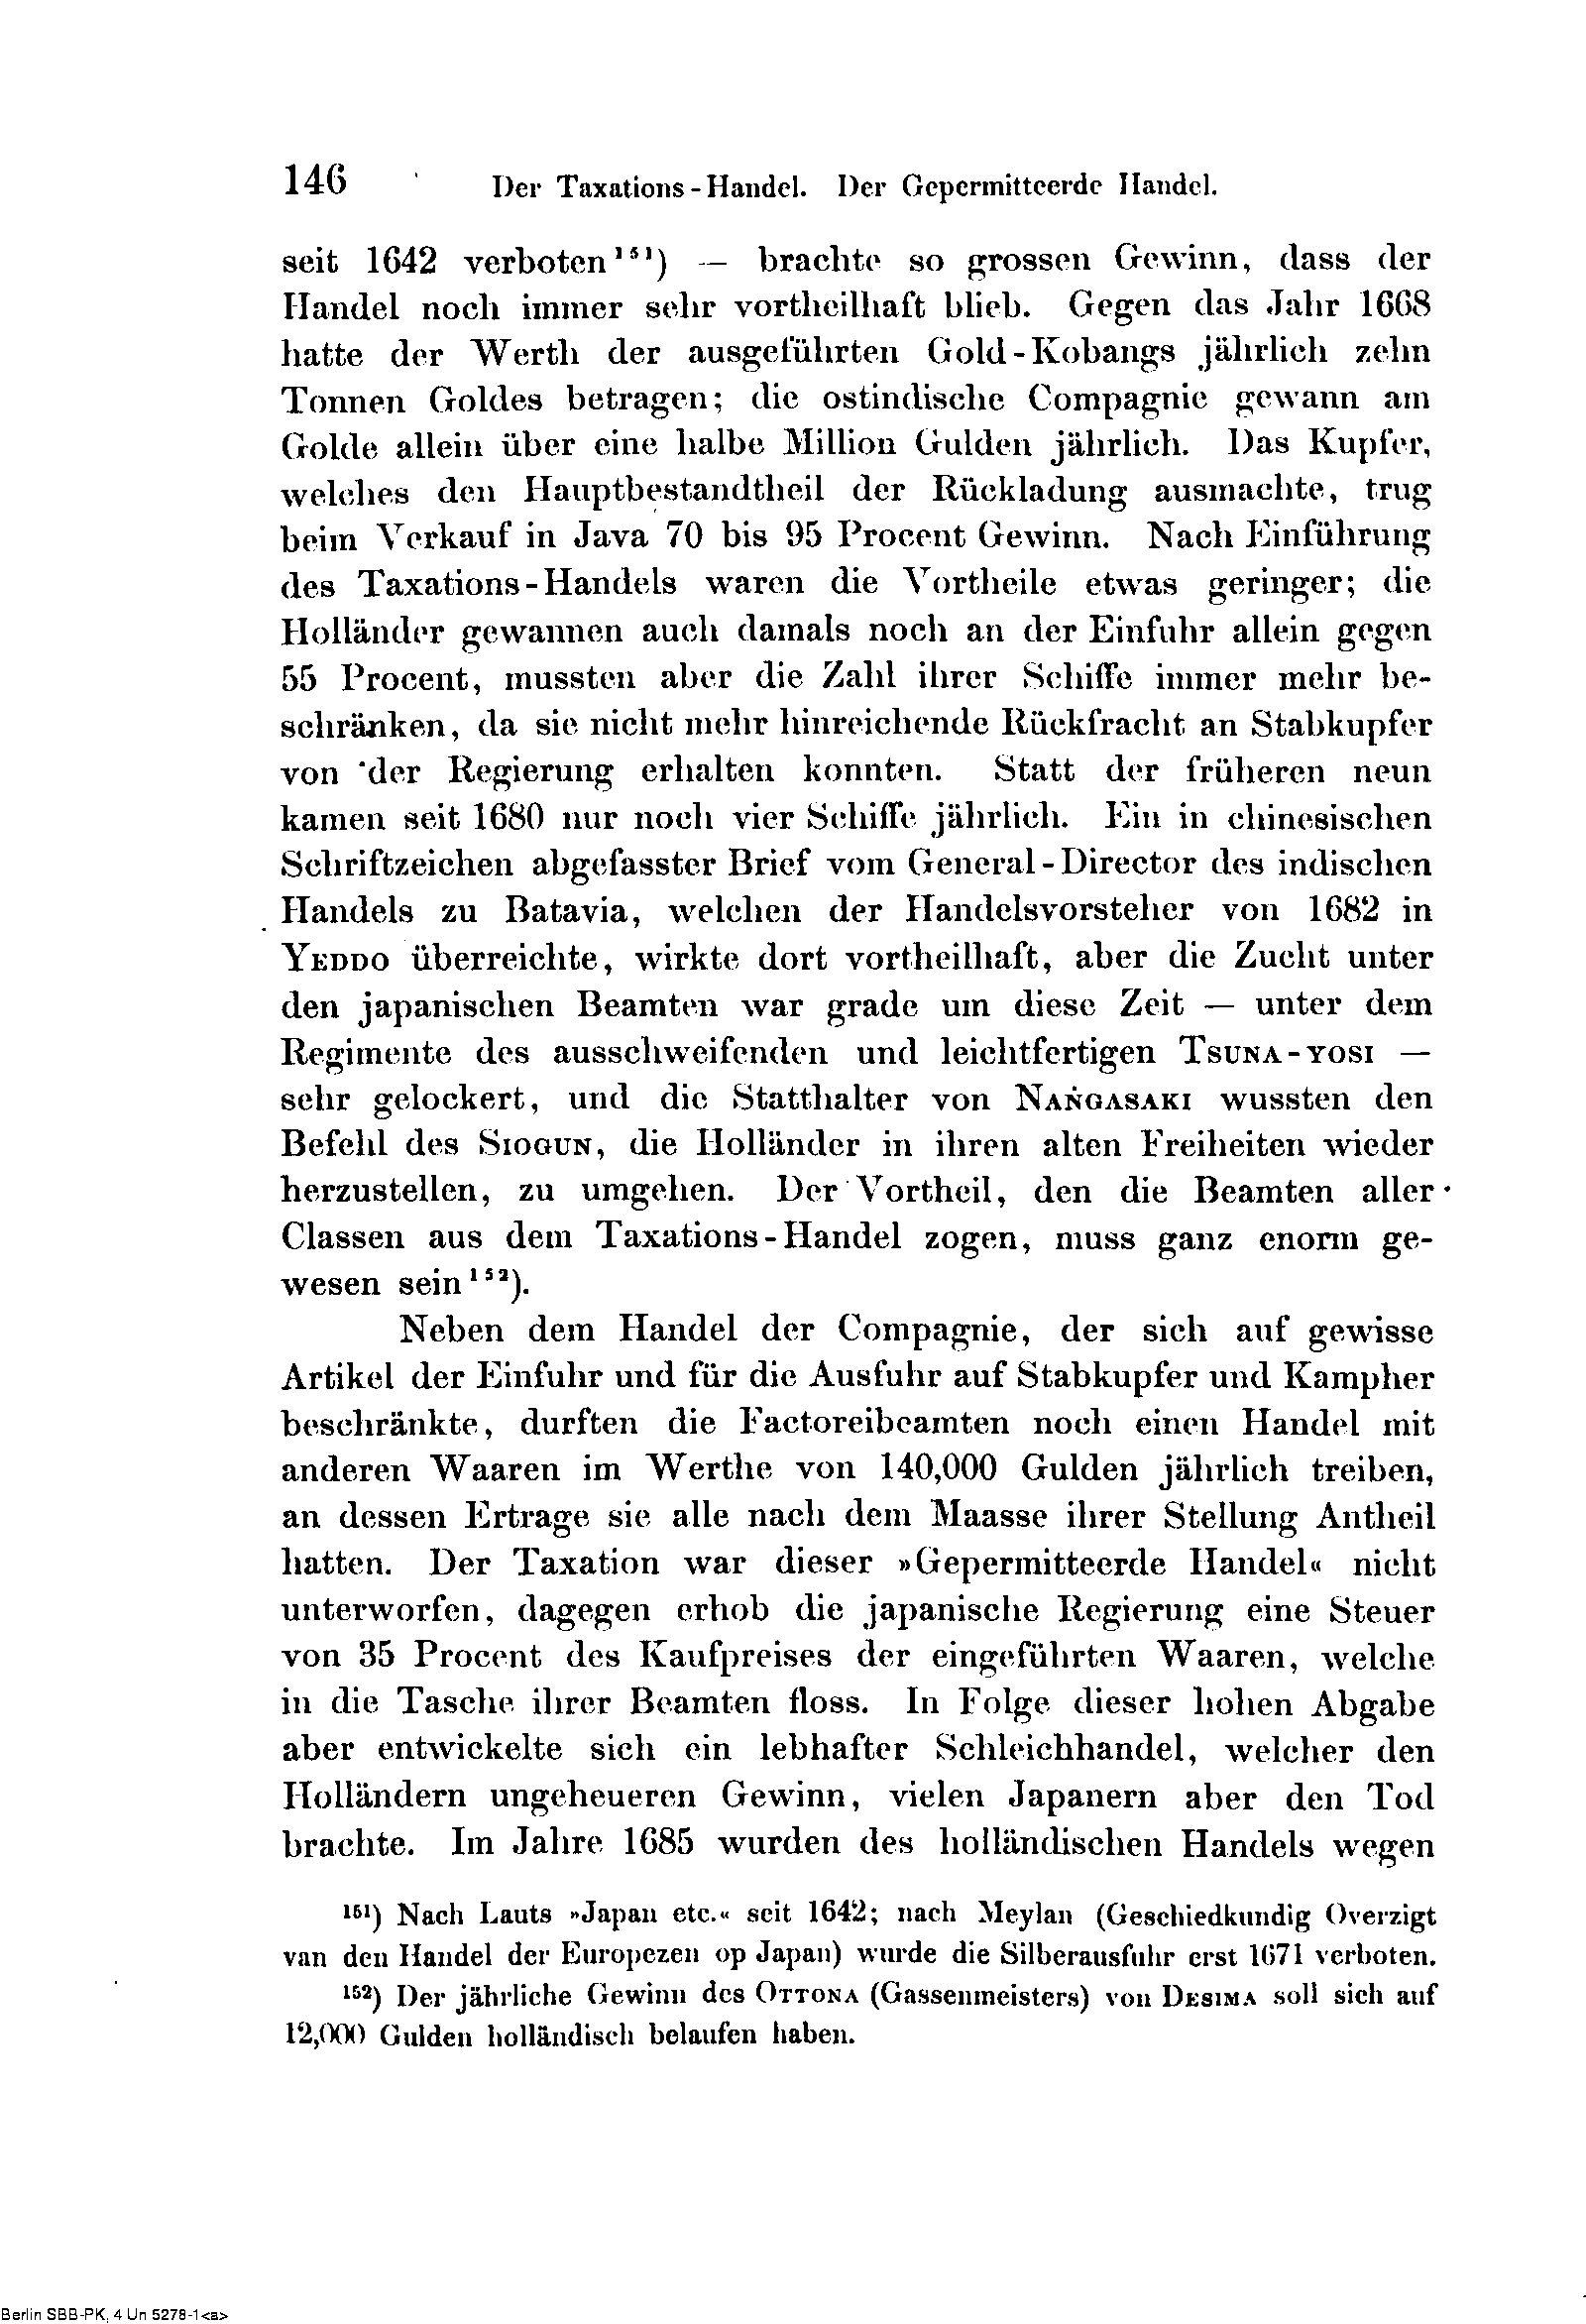 146 Der Taxations-Handel. Der Gepermitteerde Handel.
seit 1642 verboten¹⁵¹) — brachte so grossen Gewinn, dass der
Handel noch immer sehr vortheilhaft blieb. Gegen das Jahr 1668
hatte der Werth der ausgeführten Gold-Kobangs jährlich zehn
Tonnen Goldes betragen; die ostindische Compagnie gewann am
Golde allein über eine halbe Million Gulden jährlich. Das Kupfer,
welches den Hauptbestandtheil der Rückladung ausmachte, trug
beim Verkauf in Java 70 bis 95 Procent Gewinn. Nach Einführung
des Taxations-Handels waren die Vortheile etwas geringer; die
Holländer gewannen auch damals noch an der Einfuhr allein gegen
55 Procent, mussten aber die Zahl ihrer Schiffe immer mehr be-
schränken, da sie nicht mehr hinreichende Rückfracht an Stabkupfer
von der Regierung erhalten konnten. Statt der früheren neun
kamen seit 1680 nur noch vier Schiffe jährlich. Ein in chinesischen
Schriftzeichen abgefasster Brief vom General-Director des indischen
Handels zu Batavia, welchen der Handelsvorsteher von 1682 in
Yeddo überreichte, wirkte dort vortheilhaft, aber die Zucht unter
den japanischen Beamten war grade um diese Zeit — unter dem
Regimente des ausschweifenden und leichtfertigen Tsuna-yosi —
sehr gelockert, und die Statthalter von Naṅgasaki wussten den
Befehl des Siogun, die Holländer in ihren alten Freiheiten wieder
herzustellen, zu umgehen. Der Vortheil, den die Beamten aller
Classen aus dem Taxations-Handel zogen, muss ganz enorm ge-
wesen sein¹⁵²).
Neben dem Handel der Compagnie, der sich auf gewisse
Artikel der Einfuhr und für die Ausfuhr auf Stabkupfer und Kampher
beschränkte, durften die Factoreibeamten noch einen Handel mit
anderen Waaren im Werthe von 140,000 Gulden jährlich treiben,
an dessen Ertrage sie alle nach dem Maasse ihrer Stellung Antheil
hatten. Der Taxation war dieser »Gepermitteerde Handel« nicht
unterworfen, dagegen erhob die japanische Regierung eine Steuer
von 35 Procent des Kaufpreises der eingeführten Waaren, welche
in die Tasche ihrer Beamten floss. In Folge dieser hohen Abgabe
aber entwickelte sich ein lebhafter Schleichhandel, welcher den
Holländern ungeheueren Gewinn, vielen Japanern aber den Tod
brachte. Im Jahre 1685 wurden des holländischen Handels wegen
¹⁵¹) Nach Lauts »Japan etc.« seit 1642; nach Meylan (Geschiedkundig Overzigt
van den Handel der Europezen op Japan) wurde die Silberausfuhr erst 1671 verboten.
¹⁵²) Der jährliche Gewinn des Ottona (Gassenmeisters) von Desima soll sich auf
12,000 Gulden holländisch belaufen haben.
Berlin SBB-PK, 4 Un 5278-1<a>